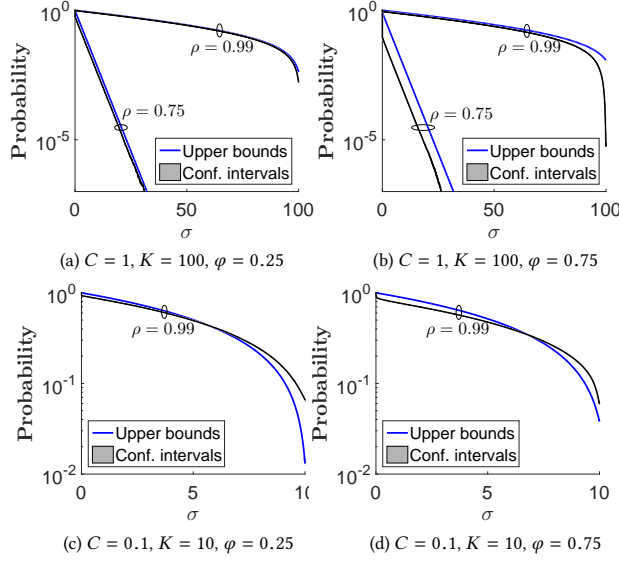 10^0
10^-5
Probability
ρ = 0.99
ρ = 0.75
Upper bounds
Conf. intervals
0 50 100
σ
(a) C = 1, K = 100, φ = 0.25
10^0
10^-5
Probability
ρ = 0.99
ρ = 0.75
Upper bounds
Conf. intervals
0 50 100
σ
(b) C = 1, K = 100, φ = 0.75
10^0
10^-1
10^-2
Probability
ρ = 0.99
Upper bounds
Conf. intervals
0 5 10
σ
(c) C = 0.1, K = 10, φ = 0.25
10^0
10^-1
10^-2
Probability
ρ = 0.99
Upper bounds
Conf. intervals
0 5 10
σ
(d) C = 0.1, K = 10, φ = 0.75